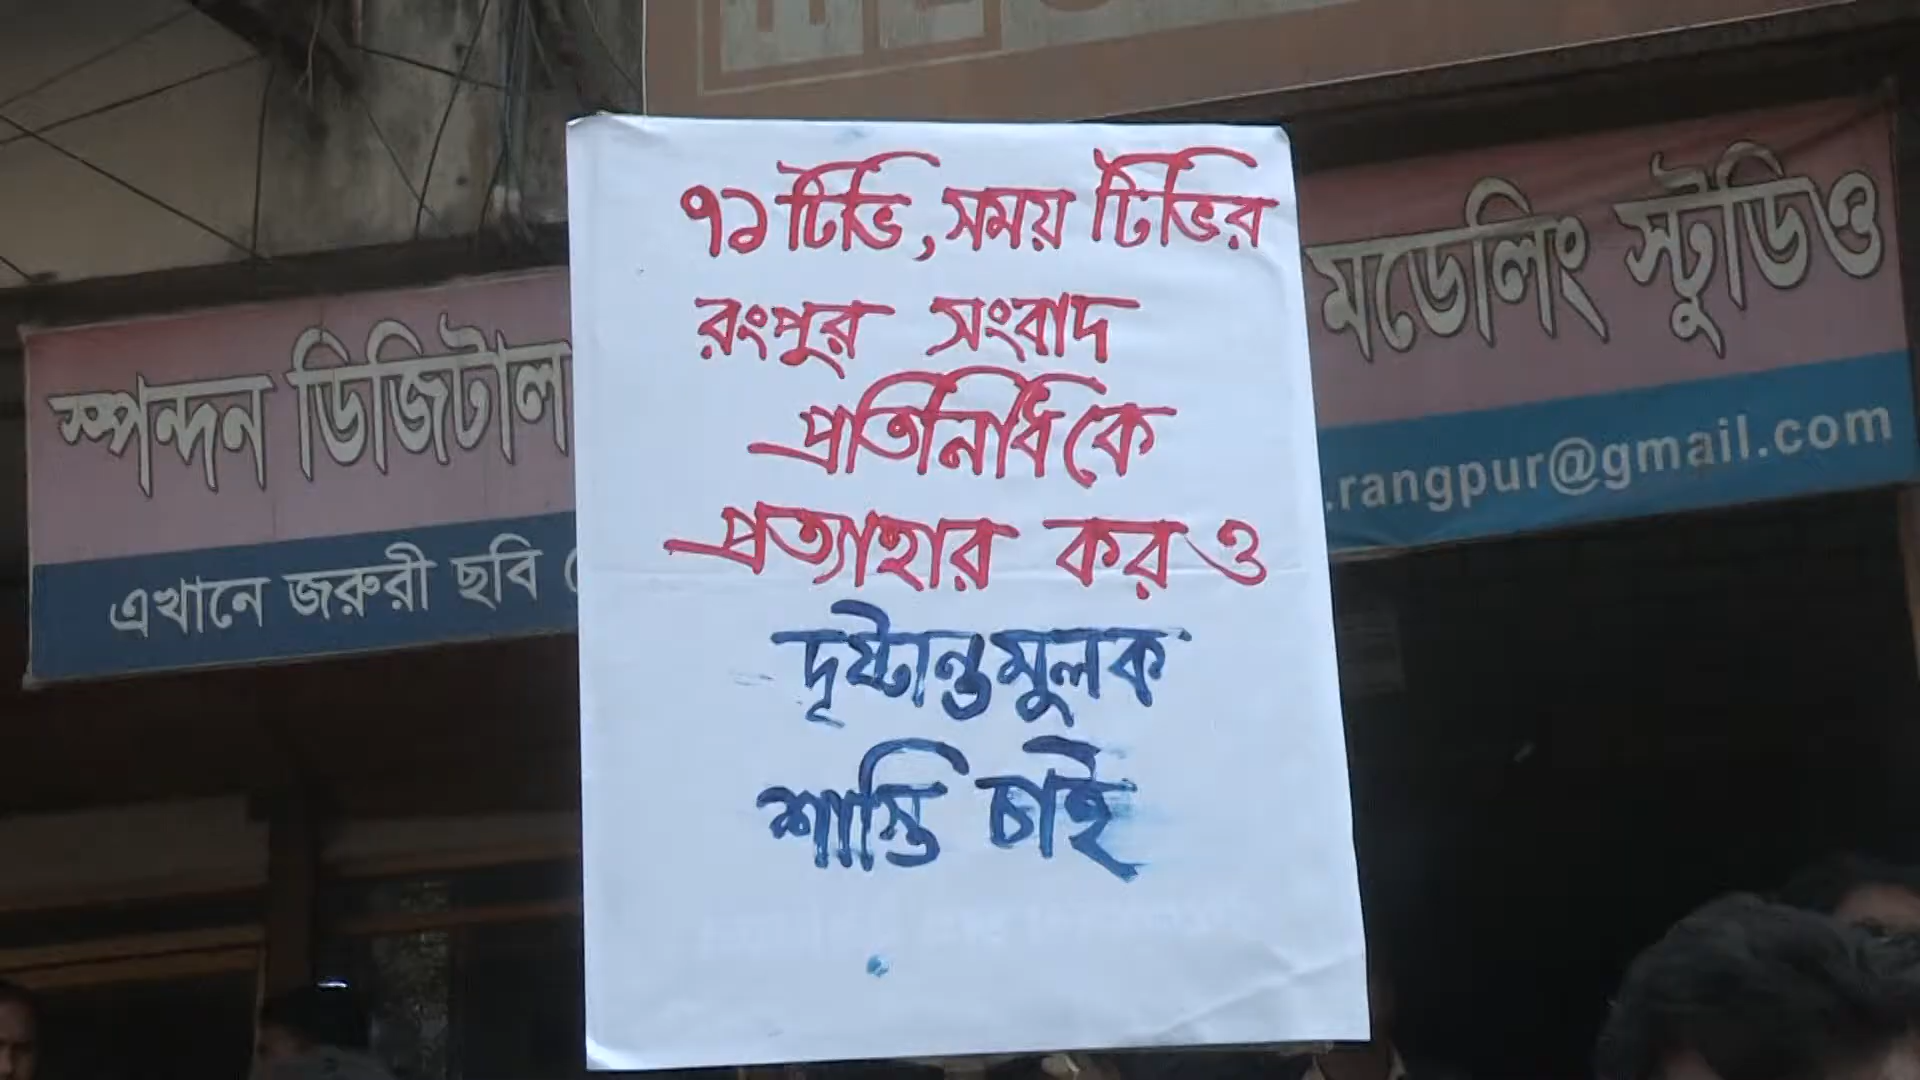 ৭১ টিভি, সময় টিভির
রংপুর সংবাদ
প্রতিনিধিকে
প্রত্যাহার কর ও
দৃষ্টান্তমুলক
শাস্তি চাই
স্পন্দন ডিজিটাল
এখানে জরুরী ছবি
মডেলিং স্টুডিও
.rangpur@gmail.com